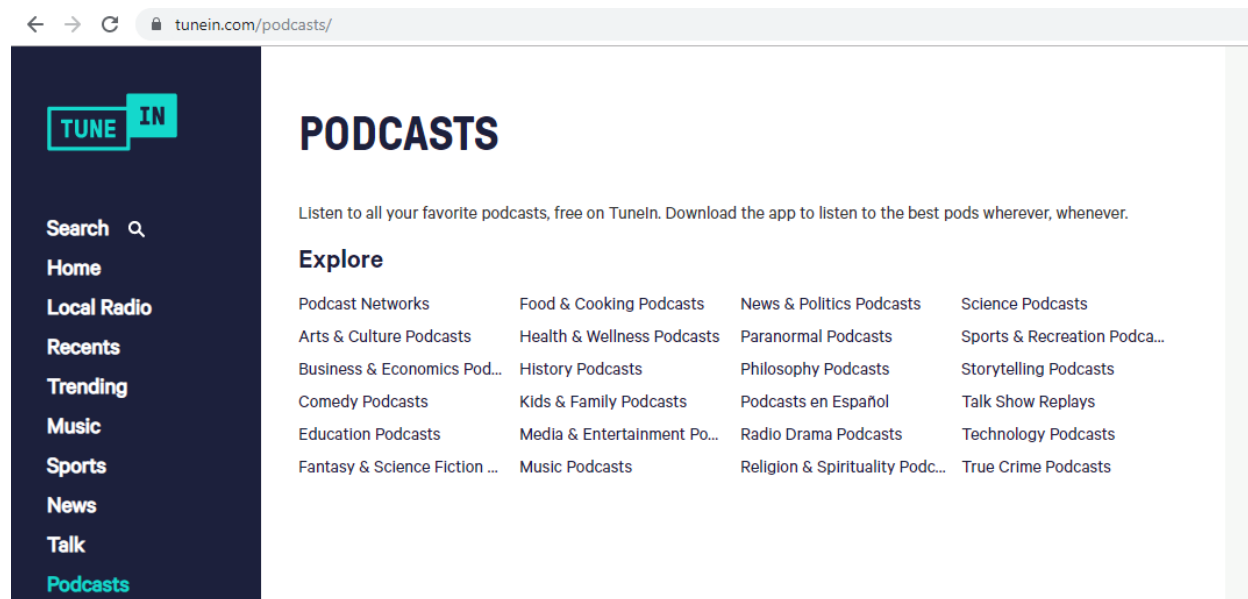 tunein.com/podcasts/
TUNE IN
Search
Home
Local Radio
Recents
Trending
Music
Sports
News
Talk
Podcasts
PODCASTS
Listen to all your favorite podcasts, free on TuneIn. Download the app to listen to the best pods wherever, whenever.
Explore
Podcast Networks
Arts & Culture Podcasts
Business & Economics Pod...
Comedy Podcasts
Education Podcasts
Fantasy & Science Fiction ...
Food & Cooking Podcasts
Health & Wellness Podcasts
History Podcasts
Kids & Family Podcasts
Media & Entertainment Po...
Music Podcasts
News & Politics Podcasts
Paranormal Podcasts
Philosophy Podcasts
Podcasts en Español
Radio Drama Podcasts
Religion & Spirituality Podc...
Science Podcasts
Sports & Recreation Podca...
Storytelling Podcasts
Talk Show Replays
Technology Podcasts
True Crime Podcasts